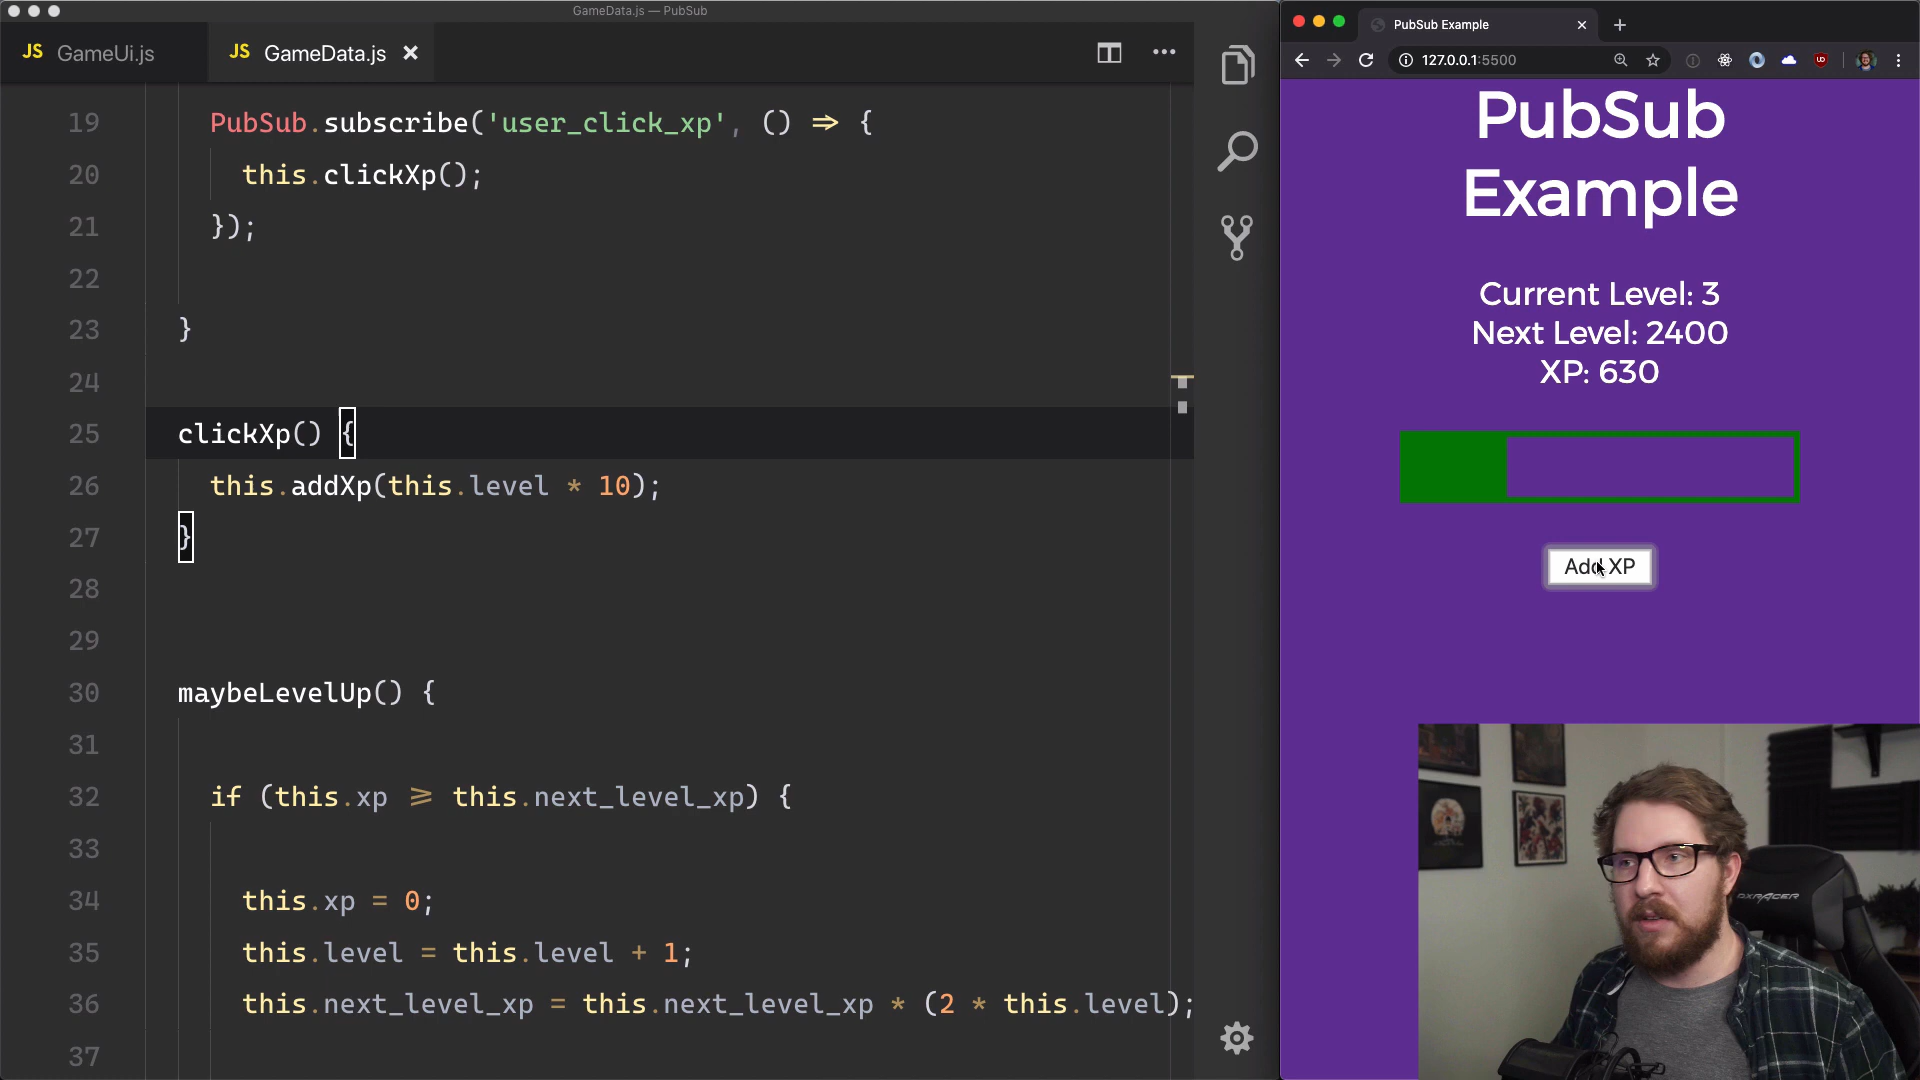 GameData.js — PubSub
JS GameUi.js
JS GameData.js ×
19 PubSub.subscribe('user_click_xp', () => {
20 this.clickXp();
21 });
22
23 }
24
25 clickXp() {
26 this.addXp(this.level * 10);
27 }
28
29
30 maybeLevelUp() {
31
32 if (this.xp >= this.next_level_xp) {
33
34 this.xp = 0;
35 this.level = this.level + 1;
36 this.next_level_xp = this.next_level_xp * (2 * this.level);
37
PubSub Example
127.0.0.1:5500
PubSub
Example
Current Level: 3
Next Level: 2400
XP: 630
Add XP
DXRACER